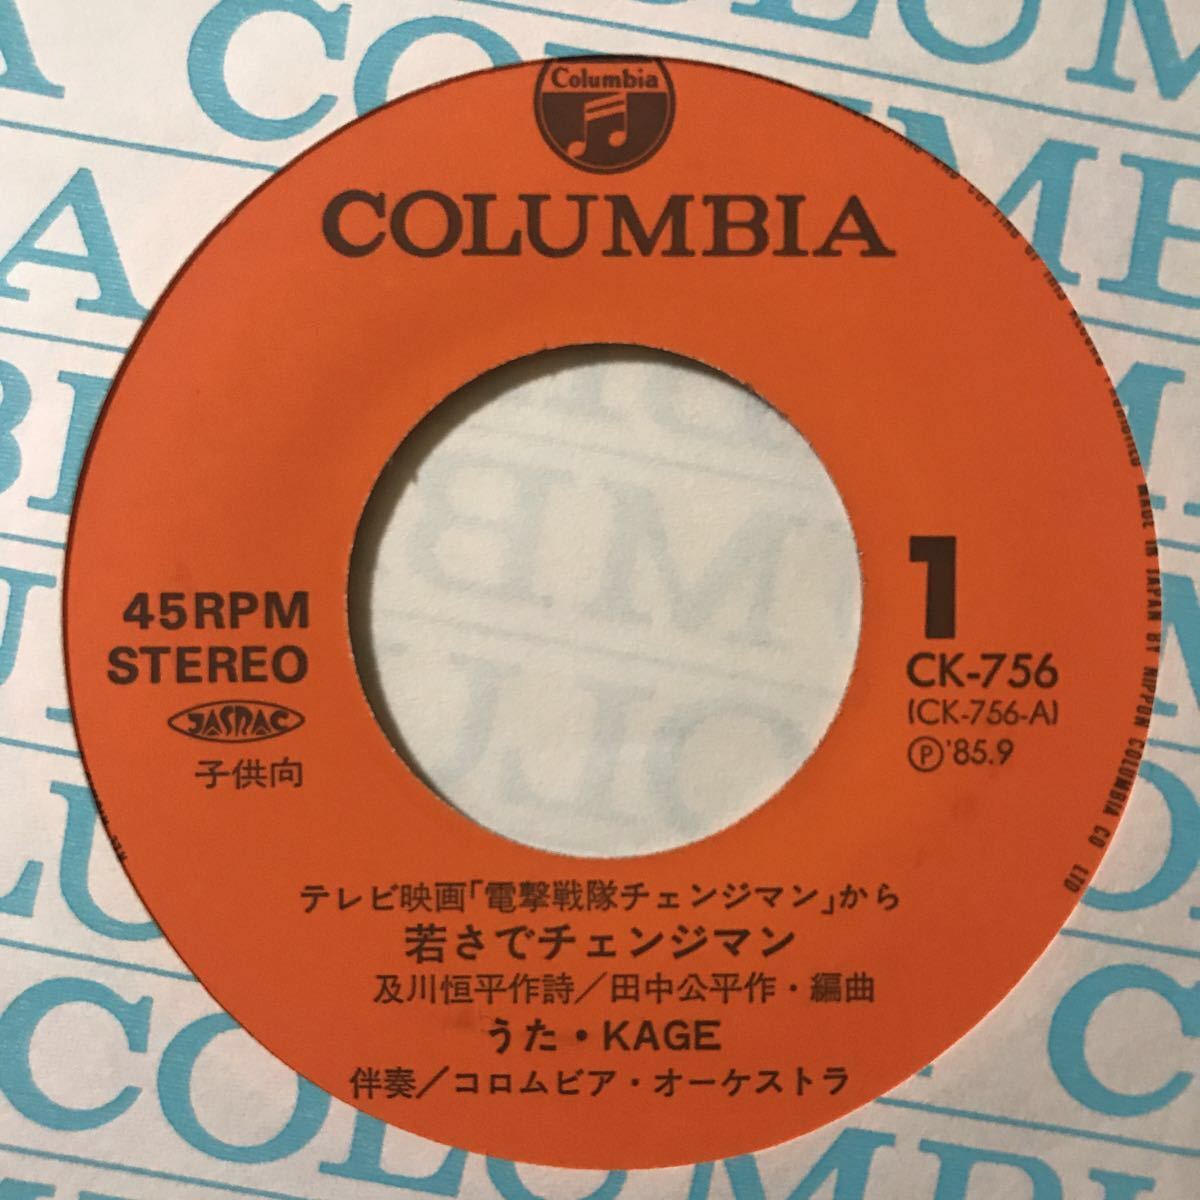 Columbia
COLUMBIA
45RPM
STEREO
JASRAC
子供向
1
CK-756
(CK-756-A)
Ⓟ'85.9
テレビ映画「電撃戦隊チェンジマン」から
若さでチェンジマン
及川恒平作詩／田中公平作・編曲
うた・KAGE
伴奏／コロムビア・オーケストラ
MADE IN JAPAN BY NIPPON COLUMBIA CO LTD